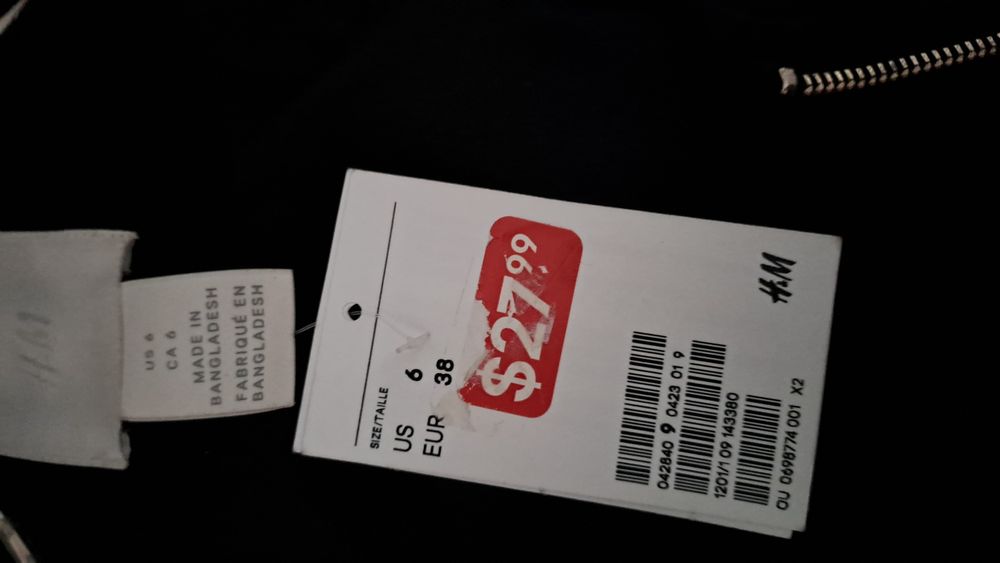 US 6
CA 6
MADE IN
BANGLADESH
FABRIQUÉ EN
BANGLADESH
SIZE/TAILLE
US 6
EUR 38
$27.99
042840 9 0423 01 9
1201/1 09 143380
OU 0698774 001 X2
H&M